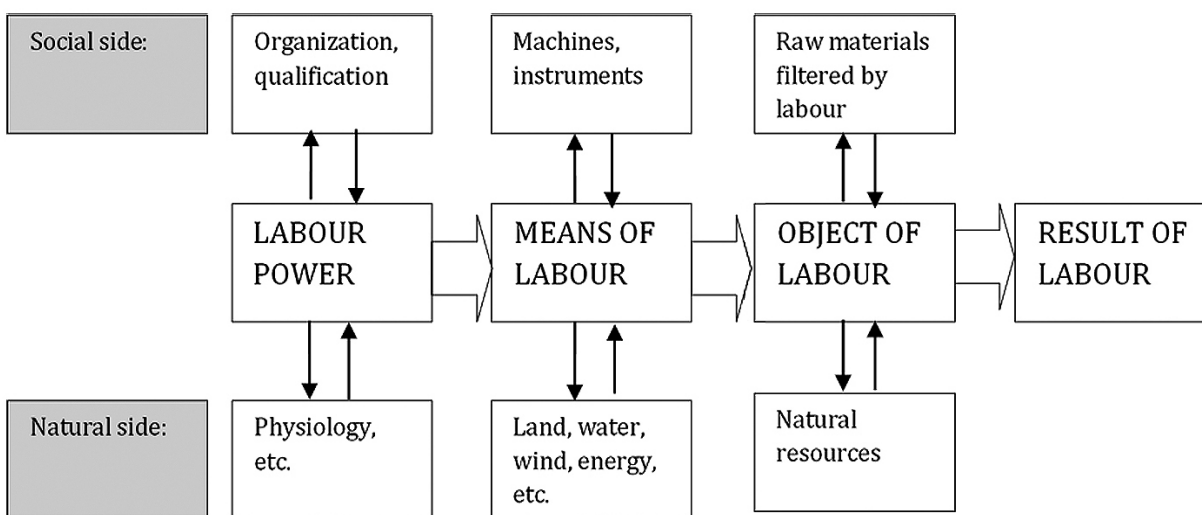 Social side:
Organization,
qualification
Machines,
instruments
Raw materials
filtered by
labour
LABOUR
POWER
MEANS OF
LABOUR
OBJECT OF
LABOUR
RESULT OF
LABOUR
Natural side:
Physiology,
etc.
Land, water,
wind, energy,
etc.
Natural
resources